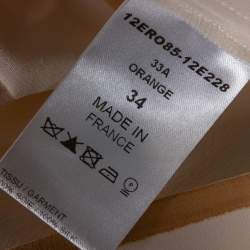 12ERO85-12E228
33A
ORANGE
34
MADE IN
FRANCE
TISSU / GARMENT